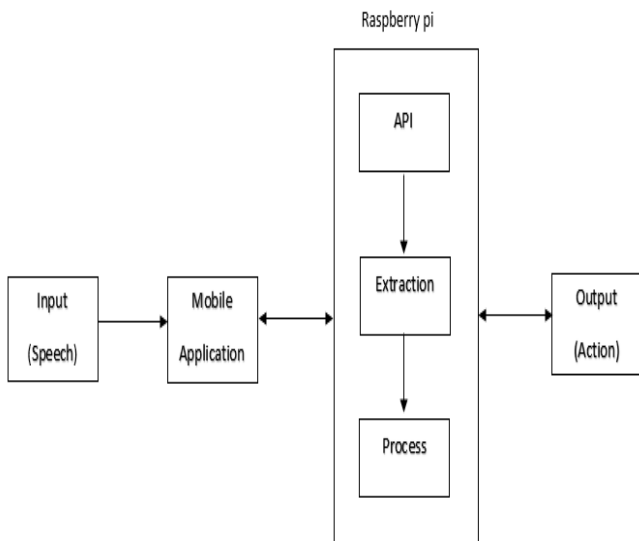 Raspberry pi
API
Input
(Speech)
Mobile
Application
Extraction
Output
(Action)
Process